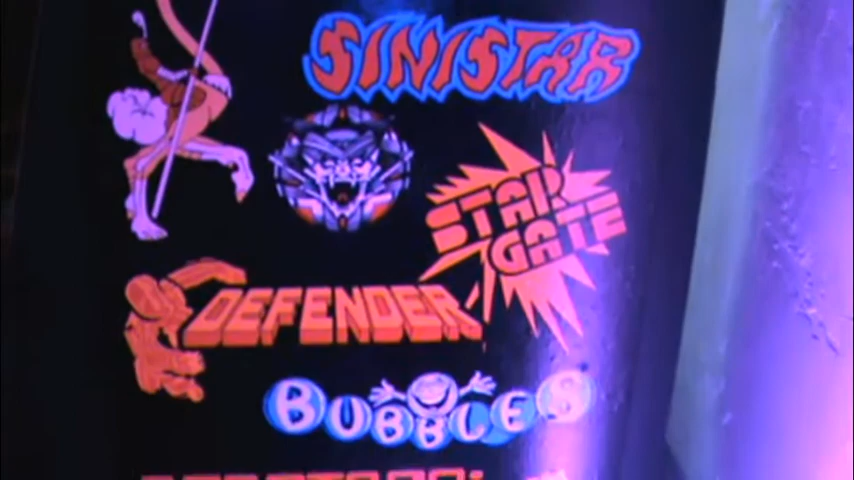 SINISTAR
STAR
GATE
DEFENDER
BUBBLES